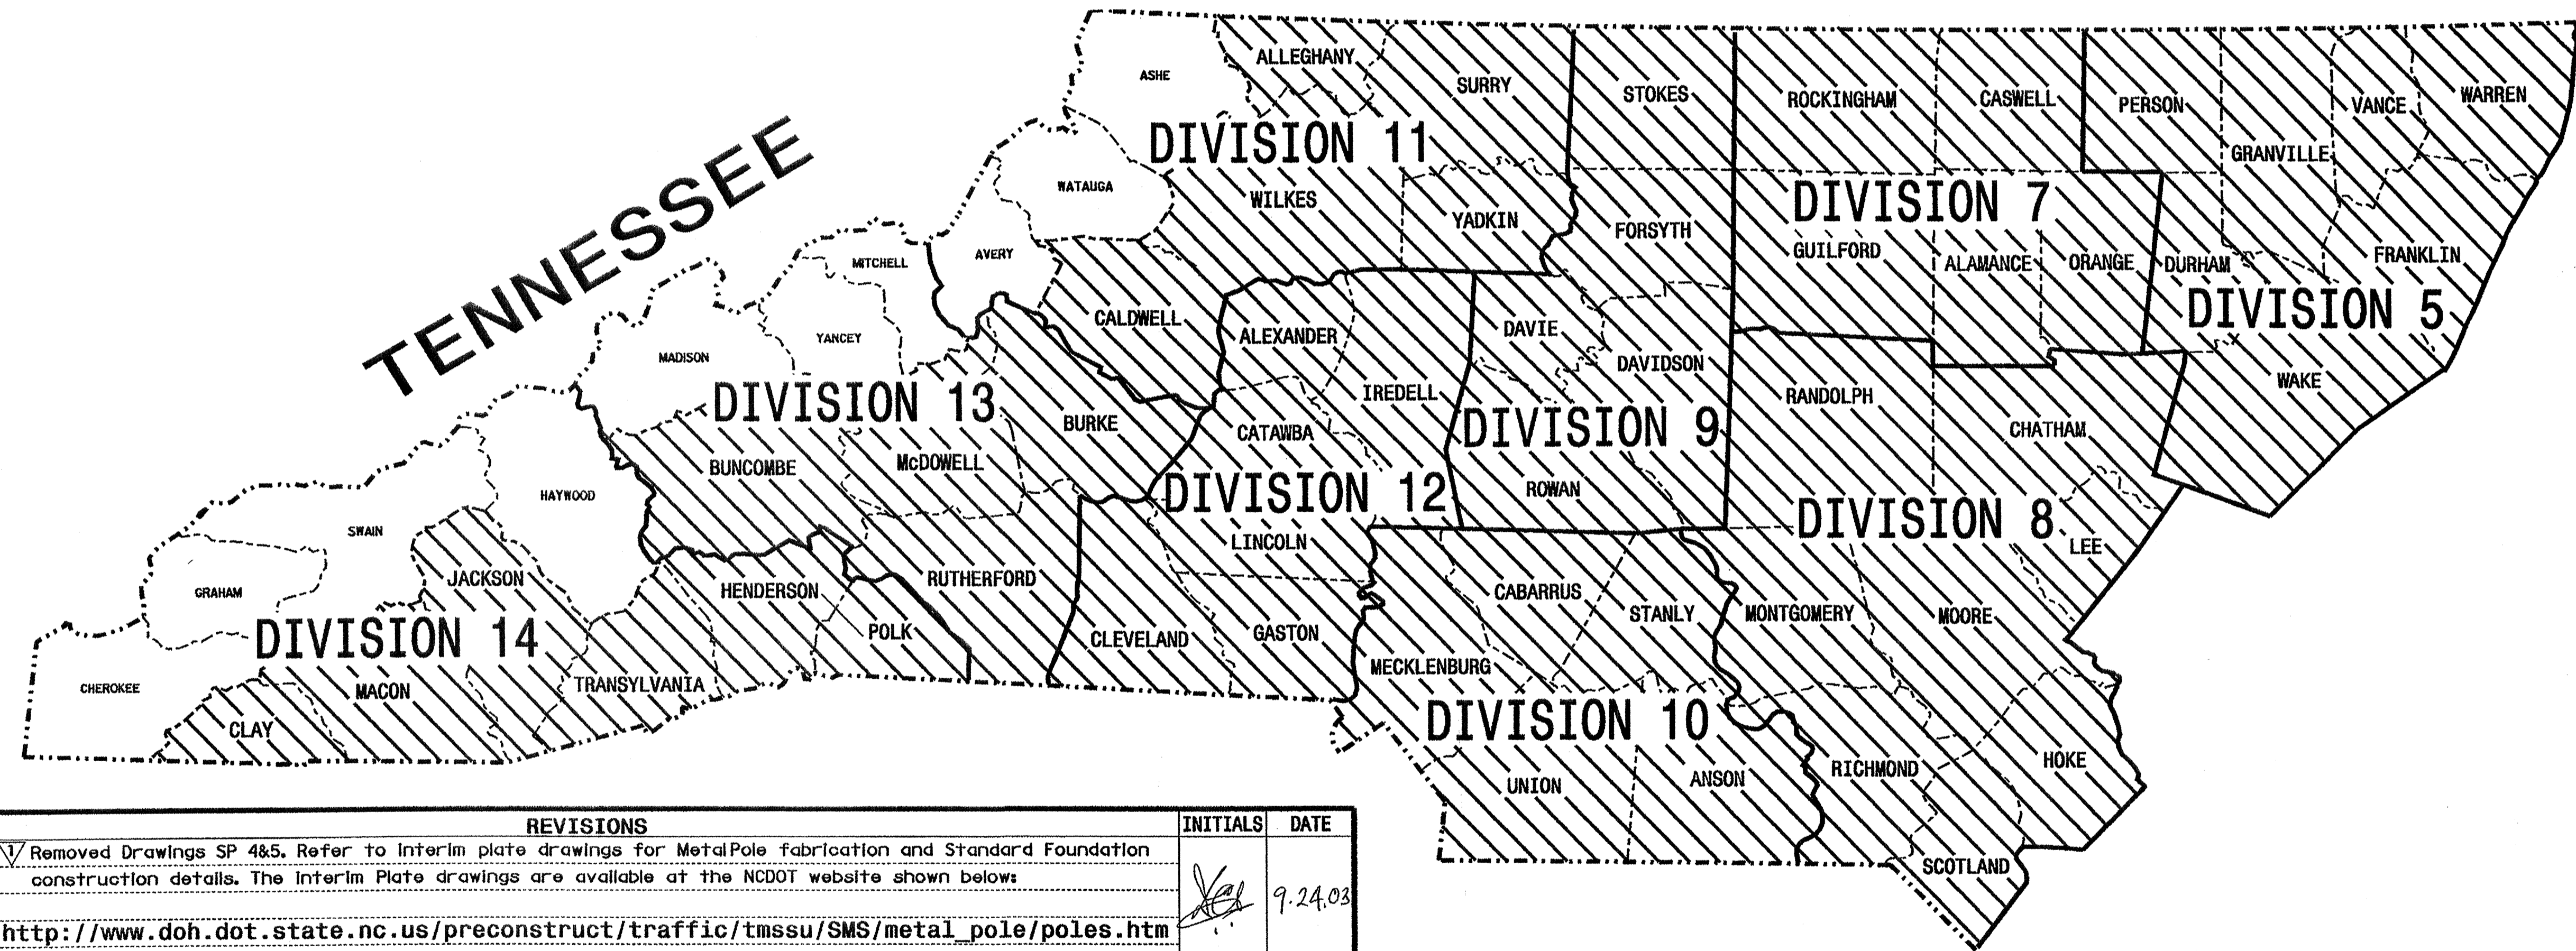 ALLEGHANY
ASHE
SURRY
STOKES
ROCKINGHAM
CASWELL
PERSON
VANCE
WARREN
DIVISION 11
GRANVILLE
TENNESSEE
WATAUGA
WILKES
YADKIN
FORSYTH
DIVISION 7
GUILFORD
ALAMANCE
ORANGE
DURHAM
FRANKLIN
MITCHELL
AVERY
DIVISION 5
CALDWELL
ALEXANDER
DAVIE
YANCEY
MADISON
DAVIDSON
WAKE
IREDELL
RANDOLPH
DIVISION 13
BURKE
CATAWBA
DIVISION 9
CHATHAM
BUNCOMBE
McDOWELL
HAYWOOD
DIVISION 12
ROWAN
DIVISION 8
SWAIN
LINCOLN
LEE
JACKSON
GRAHAM
HENDERSON
RUTHERFORD
CABARRUS
STANLY
MONTGOMERY
MOORE
DIVISION 14
POLK
CLEVELAND
GASTON
MECKLENBURG
CHEROKEE
MACON
TRANSYLVANIA
CLAY
DIVISION 10
UNION
ANSON
RICHMOND
HOKE
SCOTLAND
REVISIONS INITIALS DATE
1 Removed Drawings SP 4&5. Refer to interim plate drawings for Metal Pole fabrication and Standard Foundation
construction details. The Interim Plate drawings are available at the NCDOT website shown below:
9.24.03
http://www.doh.dot.state.nc.us/preconstruct/traffic/tmssu/SMS/metal_pole/poles.htm